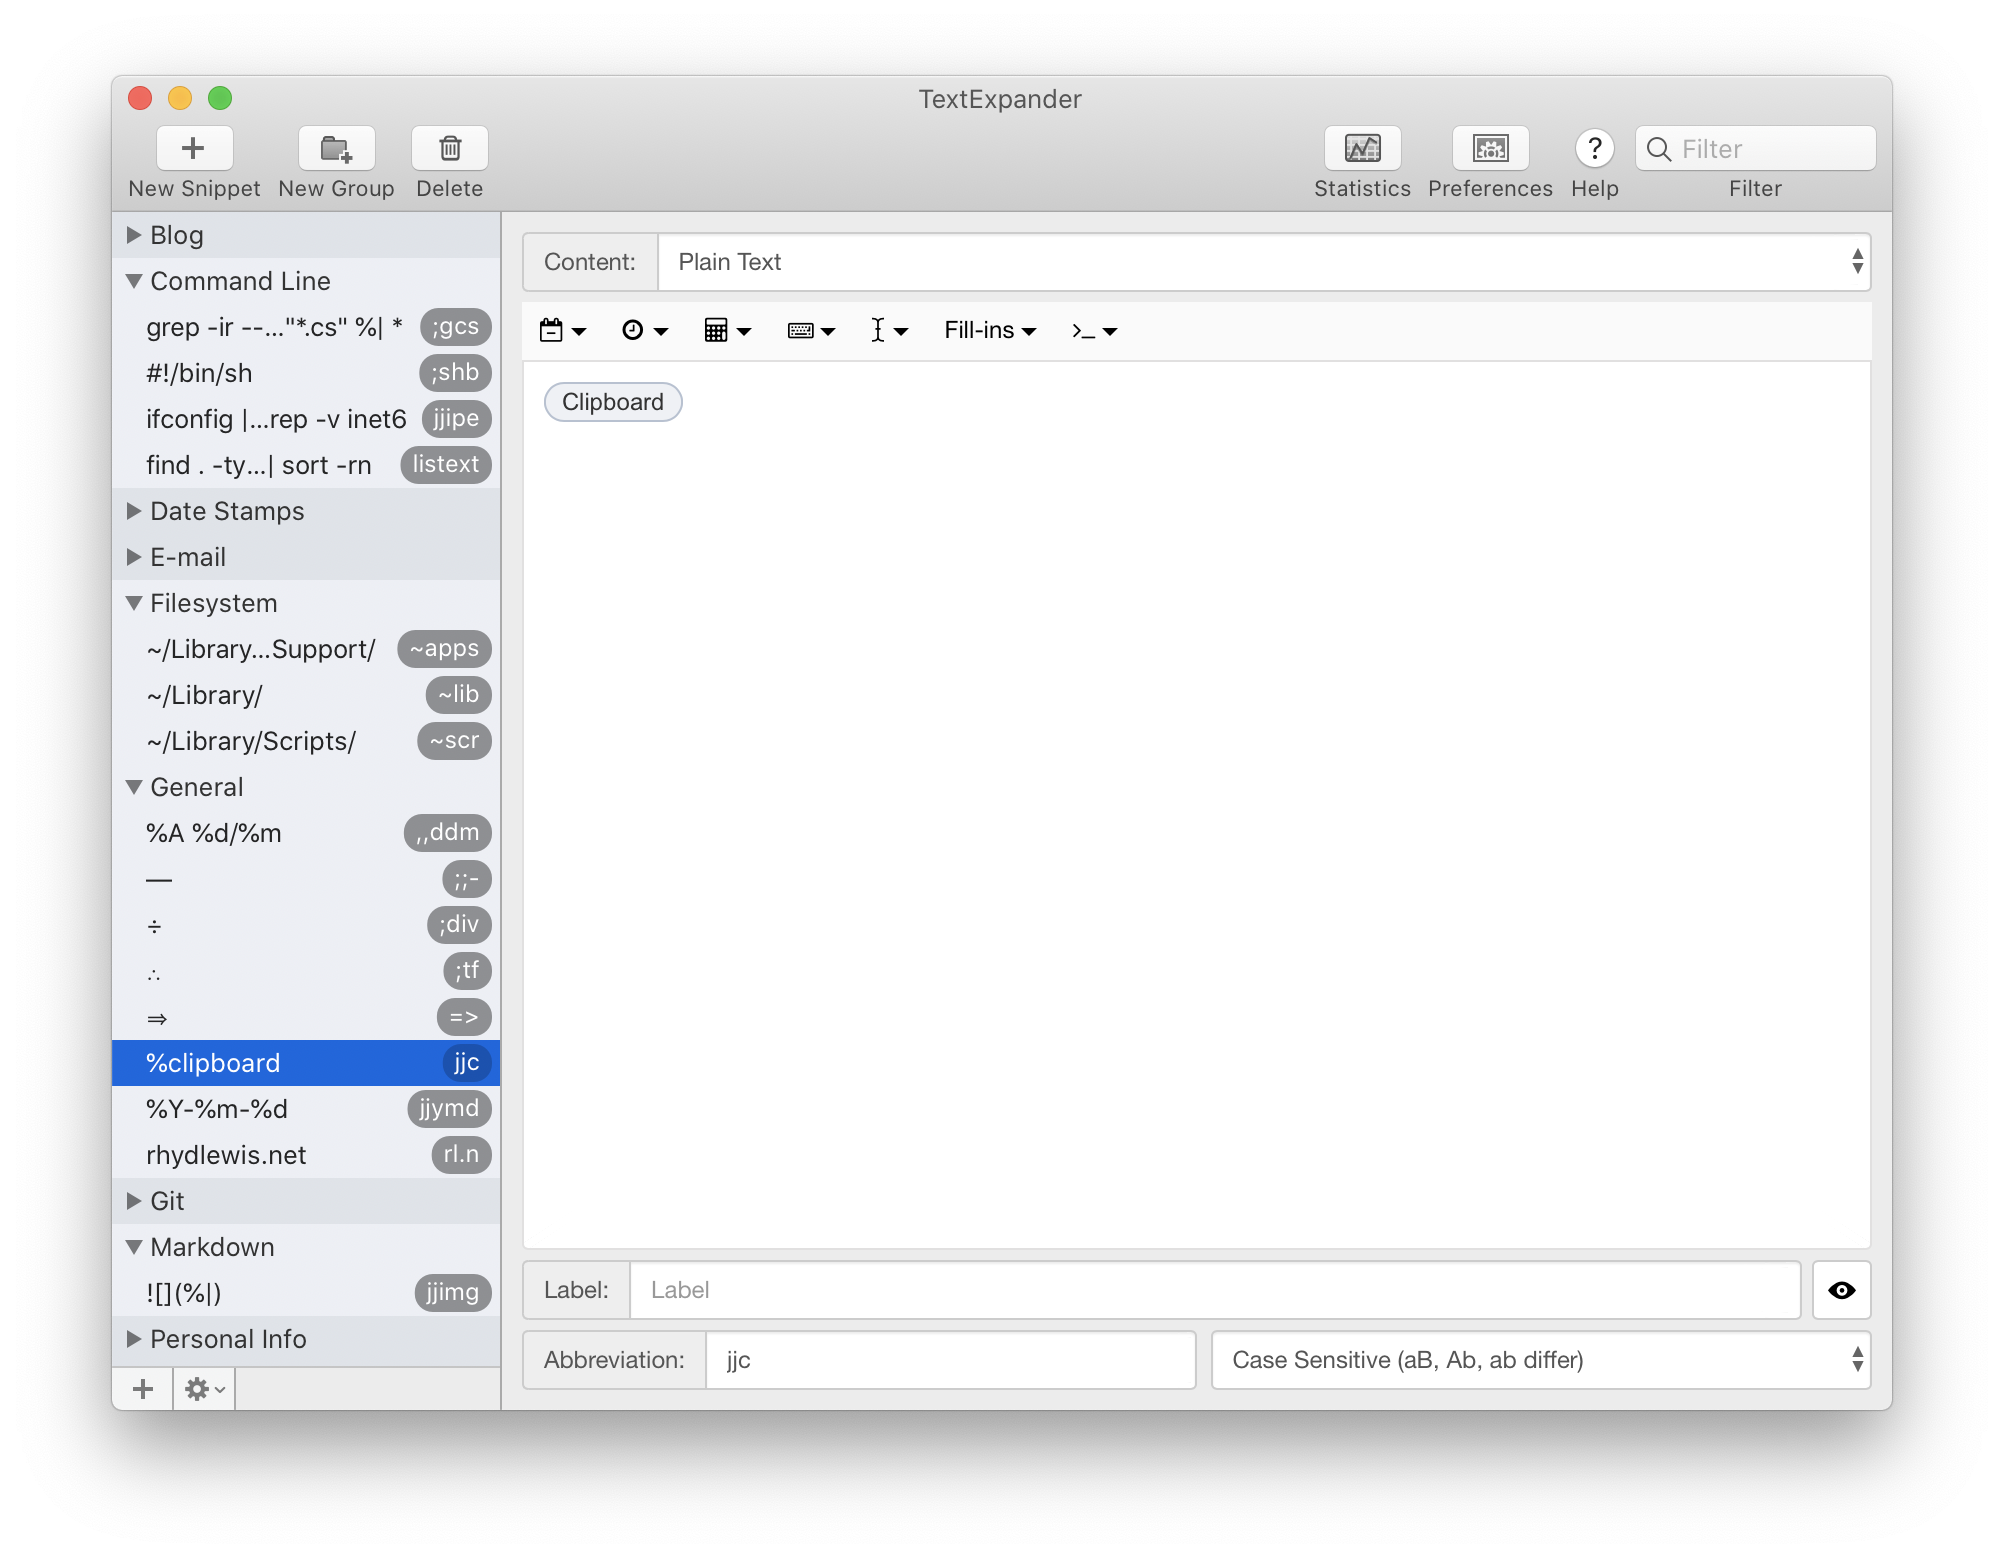 TextExpander
New Snippet
New Group
Delete
Statistics
Preferences
? Help
Filter
Filter
Blog
Command Line
grep -ir --..."*.cs" %| * ;gcs
#!/bin/sh ;shb
ifconfig |...rep -v inet6 jjipe
find . -ty...| sort -rn listext
Date Stamps
E-mail
Filesystem
~/Library...Support/ ~apps
~/Library/ ~lib
~/Library/Scripts/ ~scr
General
%A %d/%m ,,ddm
— ;;-
÷ ;div
∴ ;tf
⇒ =>
%clipboard jjc
%Y-%m-%d jjymd
rhydlewis.net rl.n
Git
Markdown
![](%|) jjimg
Personal Info
Content: Plain Text
Fill-ins
Clipboard
Label: Label
Abbreviation: jjc
Case Sensitive (aB, Ab, ab differ)